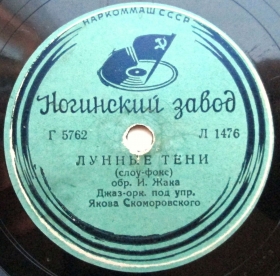 НАРКОММАШ СССР
Ногинский завод
Г 5762 Л 1476
ЛУННЫЕ ТЕНИ
(слоу-фокс)
обр. И. Жака
Джаз-орк. под упр.
Якова Скоморовского